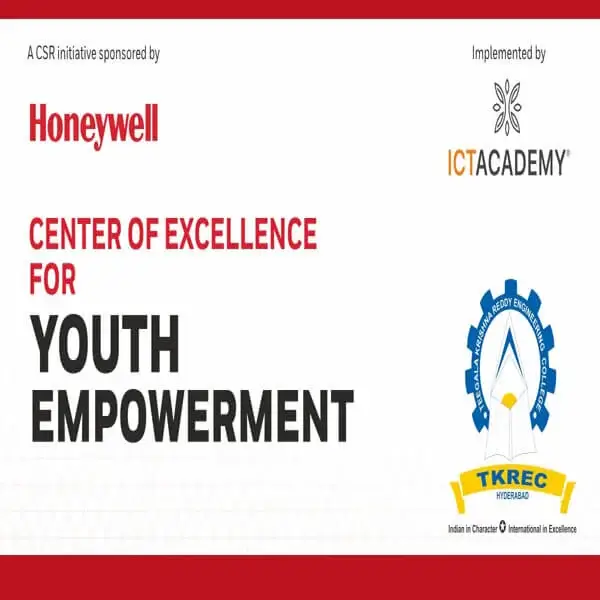 A CSR initiative sponsored by
Honeywell
Implemented by
ICTACADEMY®
CENTER OF EXCELLENCE
FOR
YOUTH
EMPOWERMENT
TEEGALA KRISHNA REDDY ENGINEERING COLLEGE
TKREC
HYDERABAD
Indian in Character International in Excellence